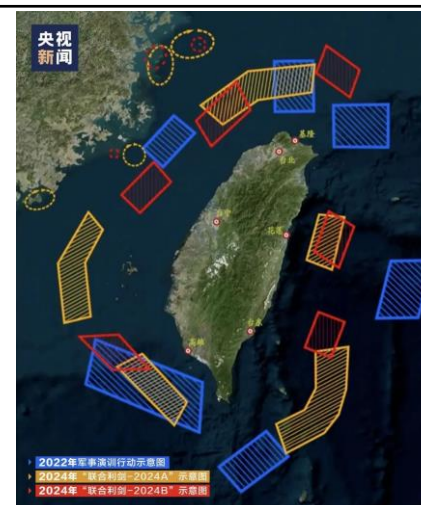 央视
新闻
基隆
台北
花莲
台东
高雄
2022年军事演训行动示意图
2024年“联合利剑-2024A”示意图
2024年“联合利剑-2024B”示意图